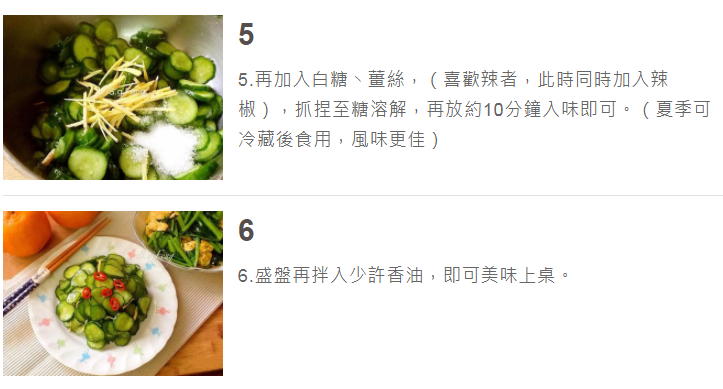 5
5.再加入白糖、薑絲，（喜歡辣者，此時同時加入辣
椒），抓捏至糖溶解，再放約10分鐘入味即可。（夏季可
冷藏後食用，風味更佳）
6
6.盛盤再拌入少許香油，即可美味上桌。